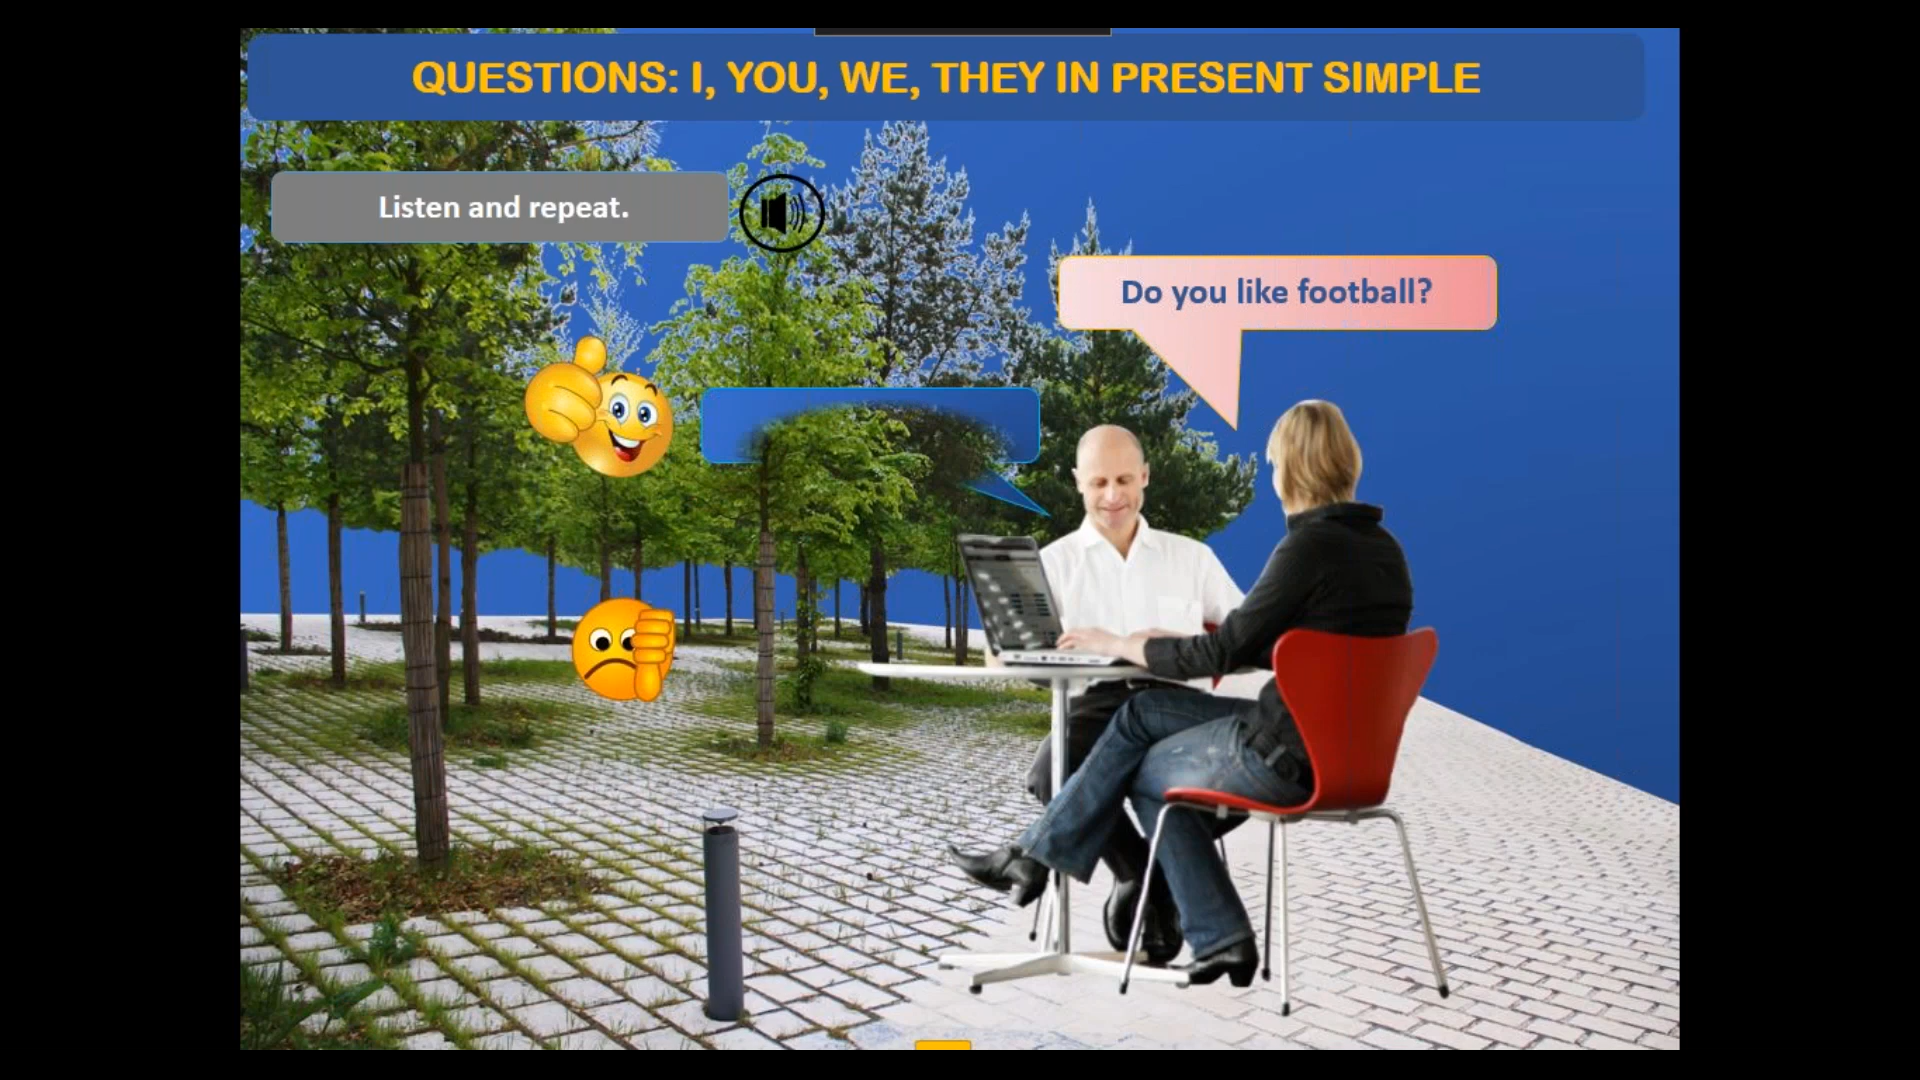 QUESTIONS: I, YOU, WE, THEY IN PRESENT SIMPLE
Listen and repeat.
Do you like football?